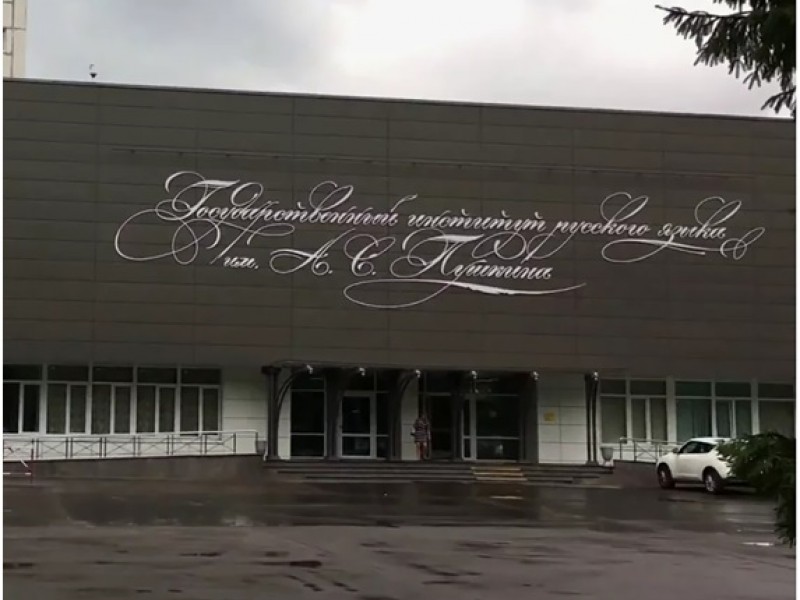 Государственный институт русского языка
им. А. С. Пушкина